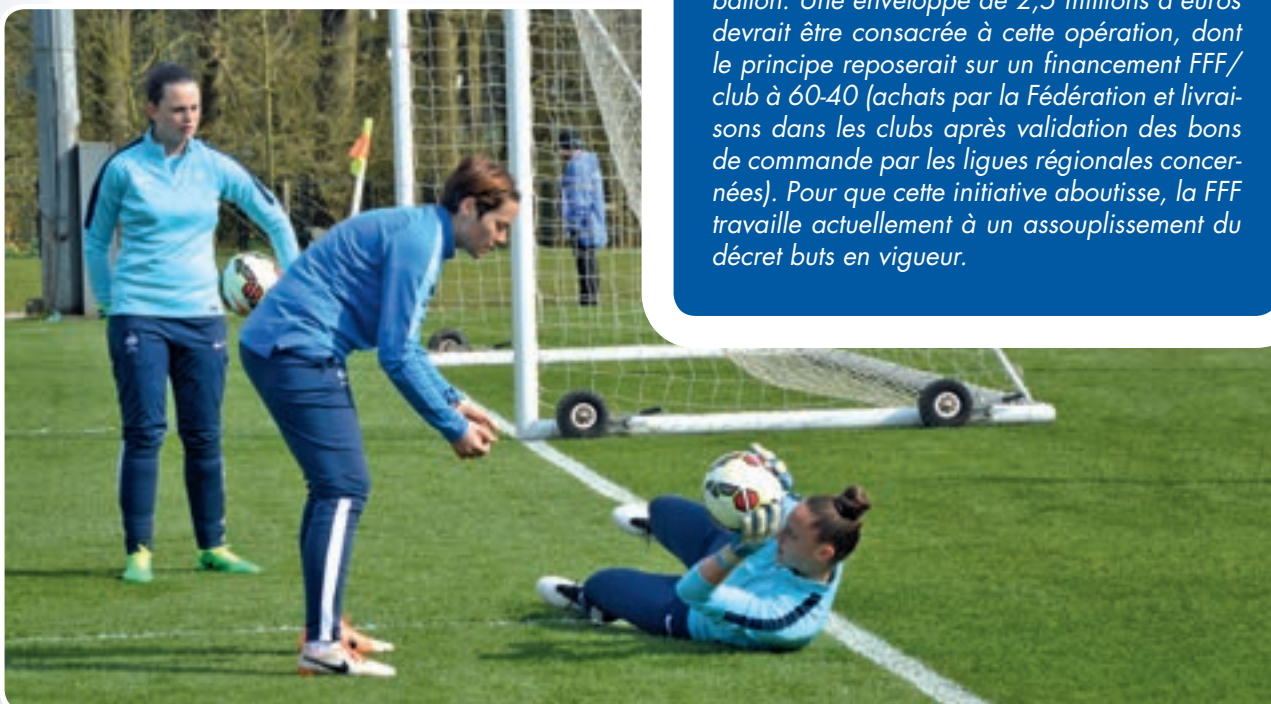 ballon. Une enveloppe de 2,5 millions d'euros
devrait être consacrée à cette opération, dont
le principe reposerait sur un financement FFF/
club à 60-40 (achats par la Fédération et livrai-
sons dans les clubs après validation des bons
de commande par les ligues régionales concer-
nées). Pour que cette initiative aboutisse, la FFF
travaille actuellement à un assouplissement du
décret buts en vigueur.